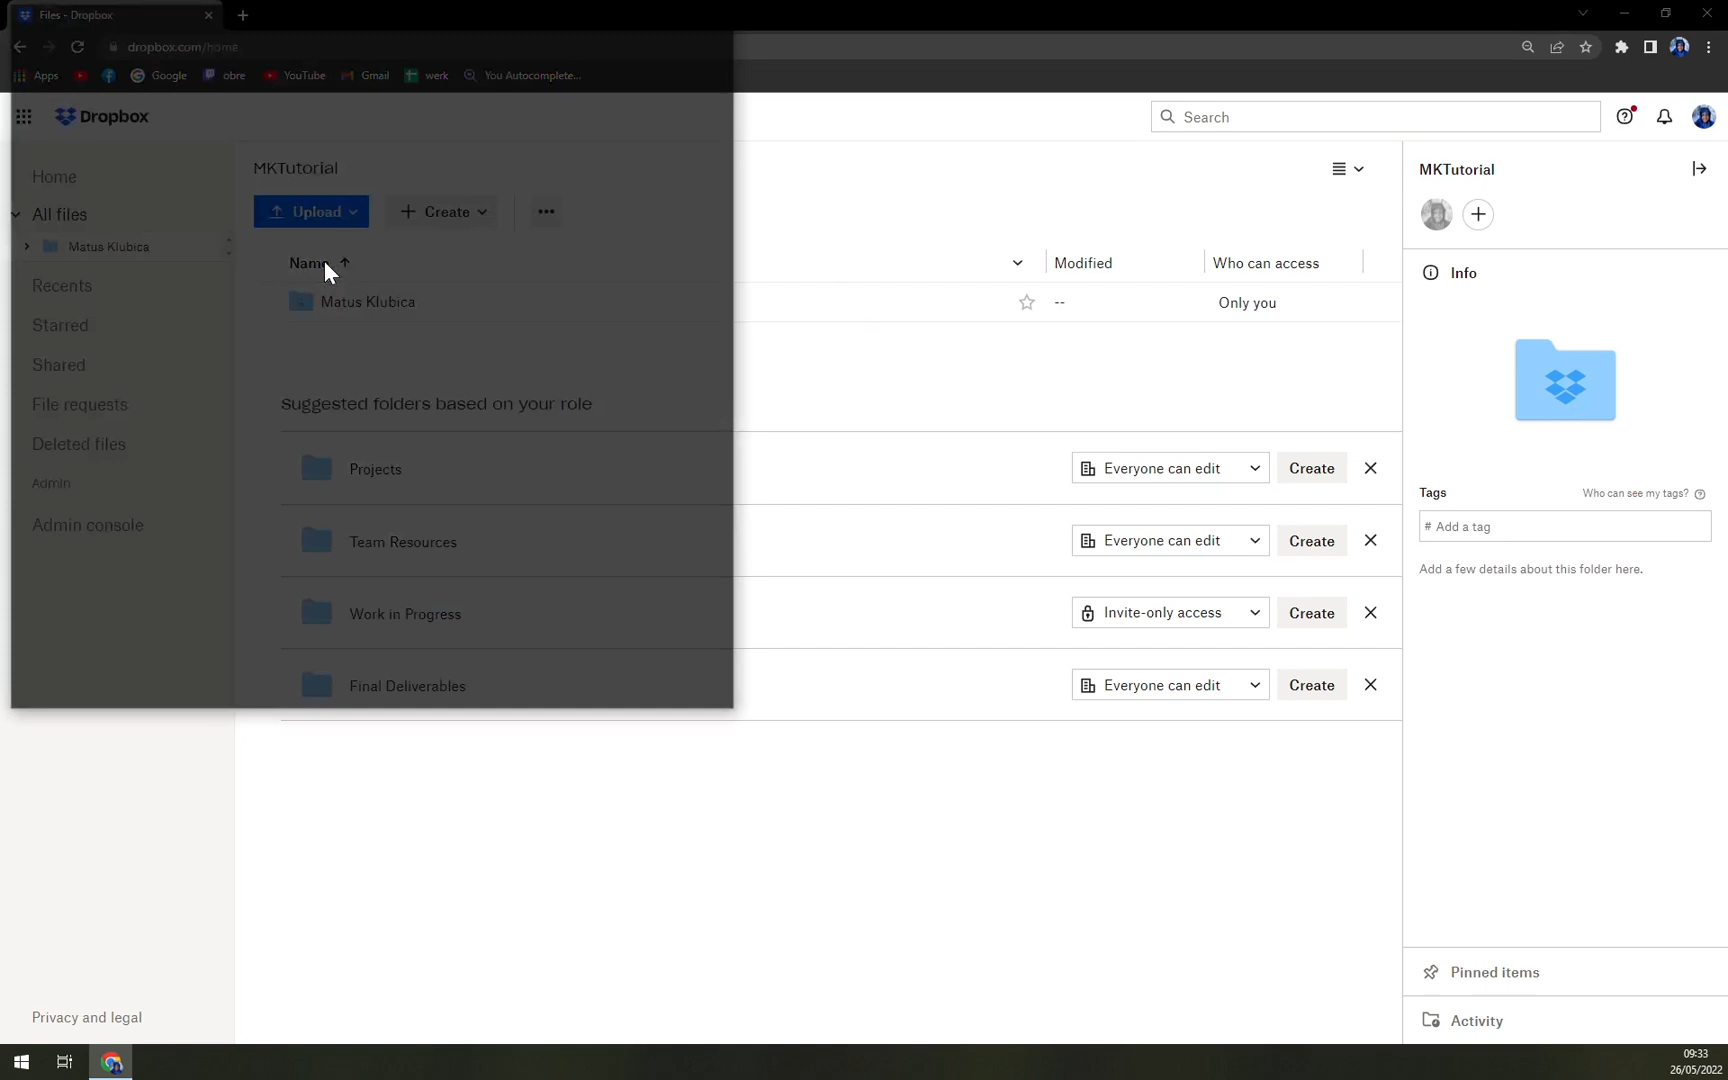 Files - Dropbox
dropbox.com/home
Apps
Google
obre
YouTube
Gmail
werk
You Autocomplete...
Dropbox
Search
Home
All files
Matus Klubica
Recents
Starred
Shared
File requests
Deleted files
Admin
Admin console
Privacy and legal
MKTutorial
Upload
Create
Name
Modified
Who can access
Matus Klubica
--
Only you
Suggested folders based on your role
Projects
Everyone can edit
Create
Team Resources
Everyone can edit
Create
Work in Progress
Invite-only access
Create
Final Deliverables
Everyone can edit
Create
MKTutorial
Info
Tags
Who can see my tags?
# Add a tag
Add a few details about this folder here.
Pinned items
Activity
09:33
26/05/2022